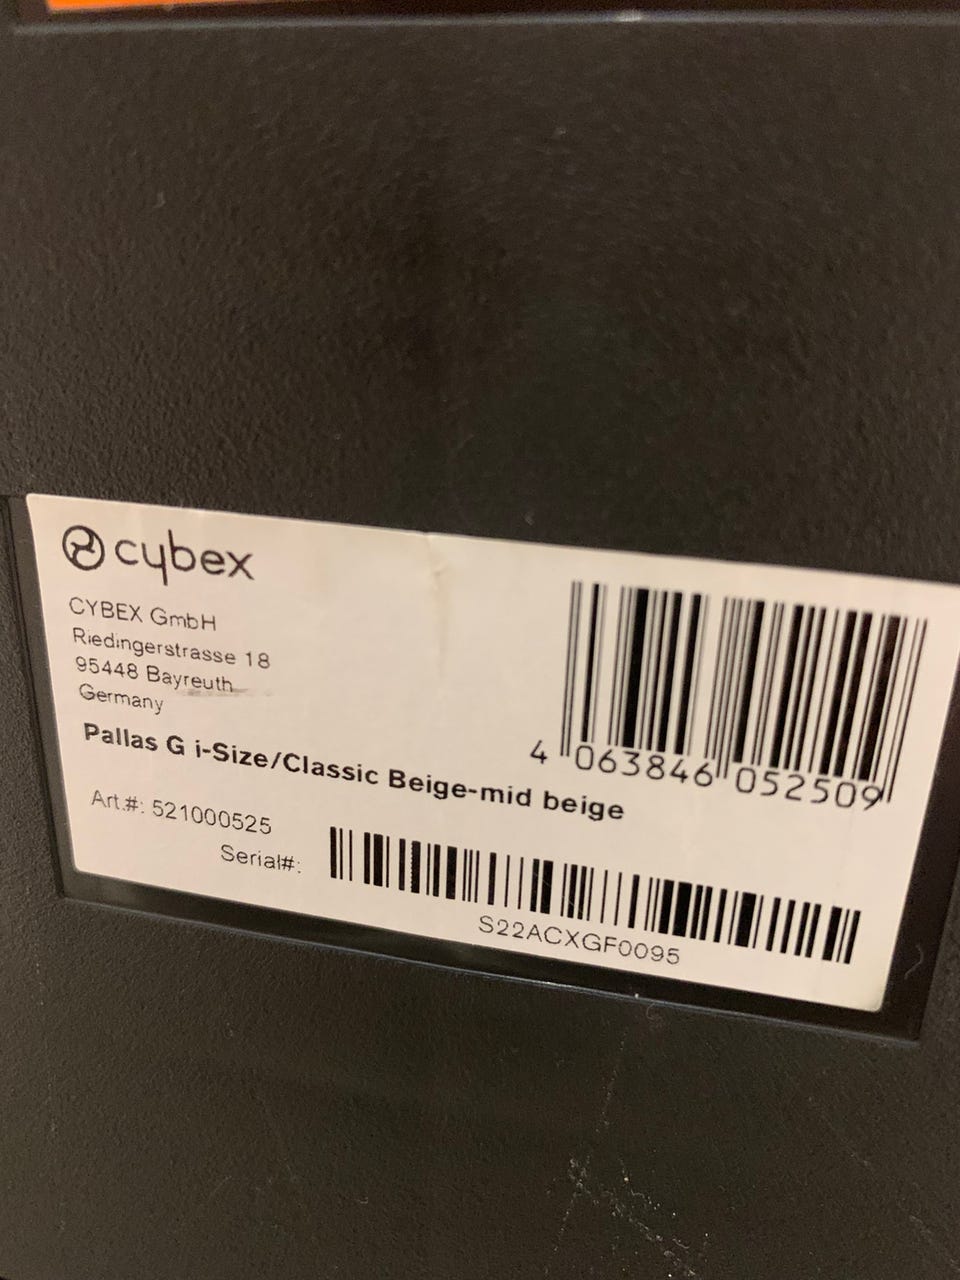 cybex
CYBEX GmbH
Riedingerstrasse 18
95448 Bayreuth
Germany
Pallas G i-Size/Classic Beige-mid beige
4 063846 052509
Art.#: 521000525
Serial#:
S22ACXGF0095